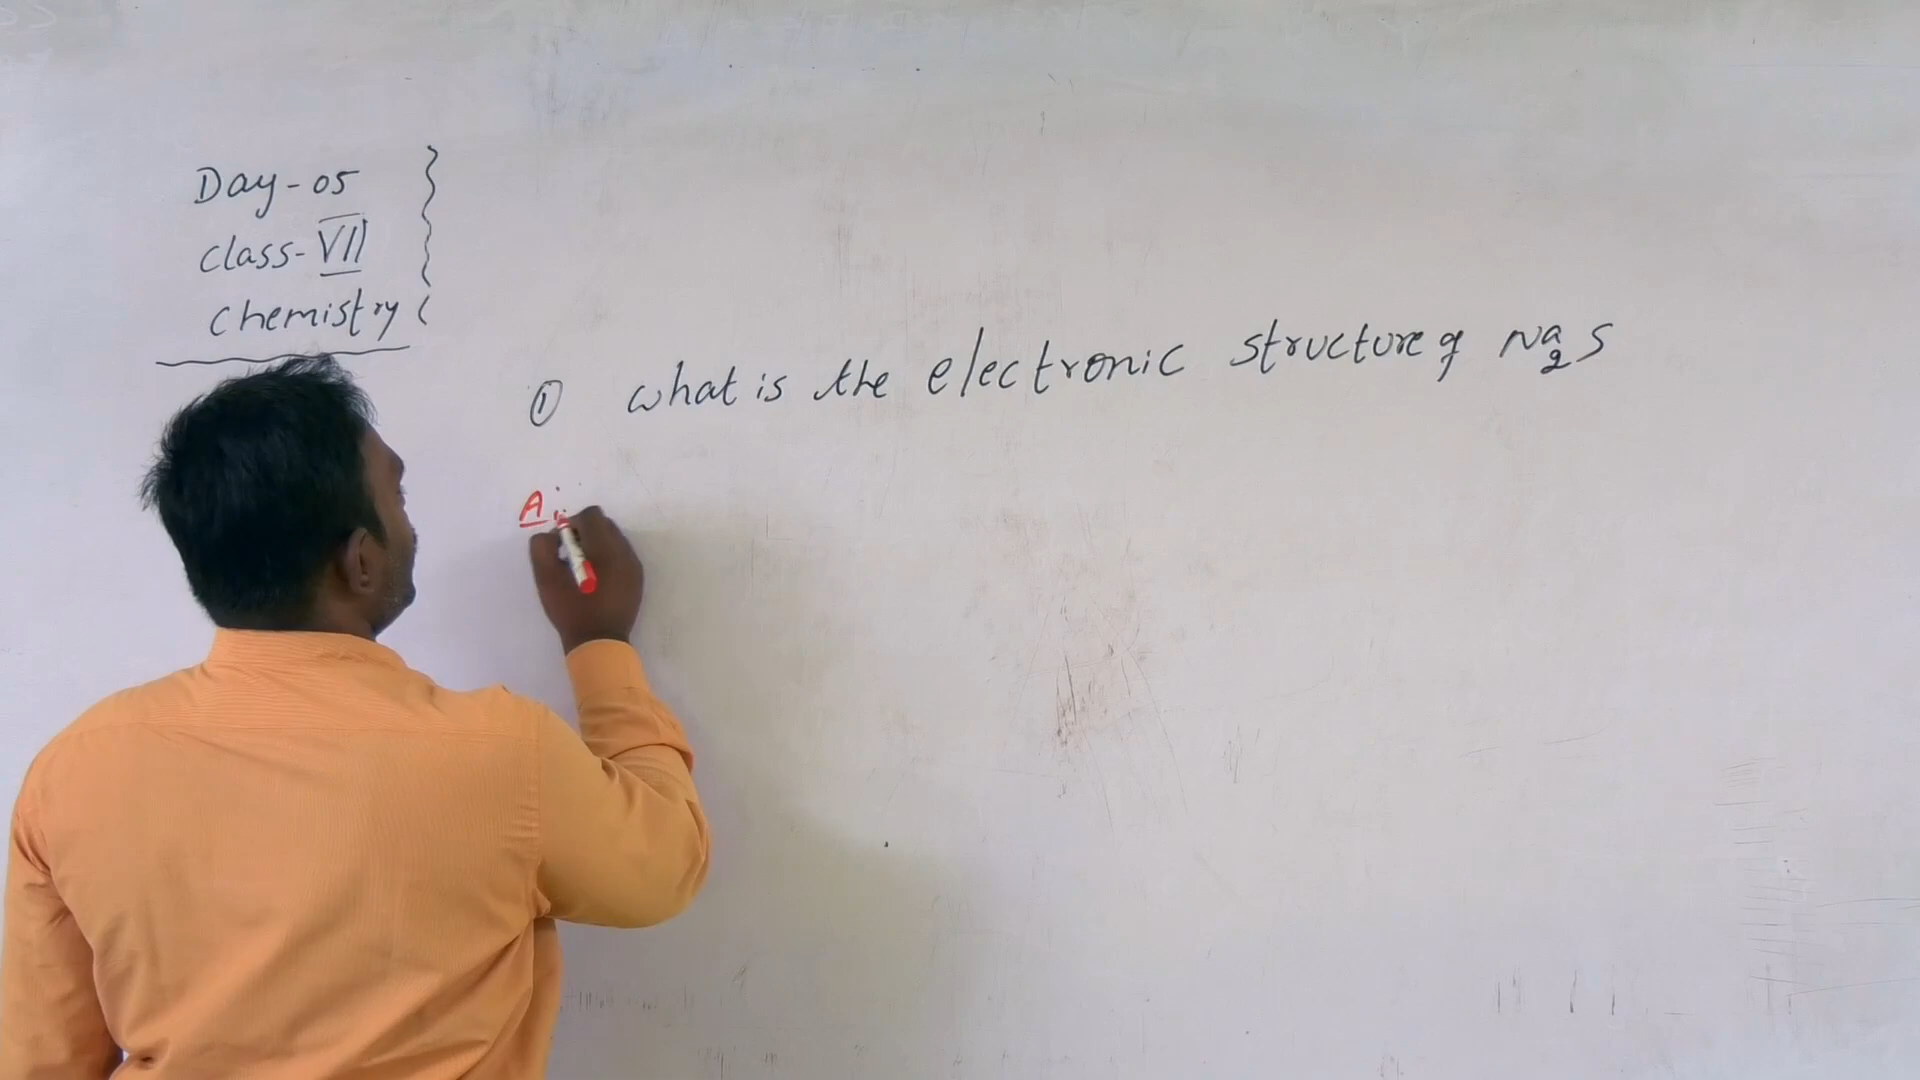 Day-05
class-VII
chemistry
① what is the electronic structure of Na₂S
A: